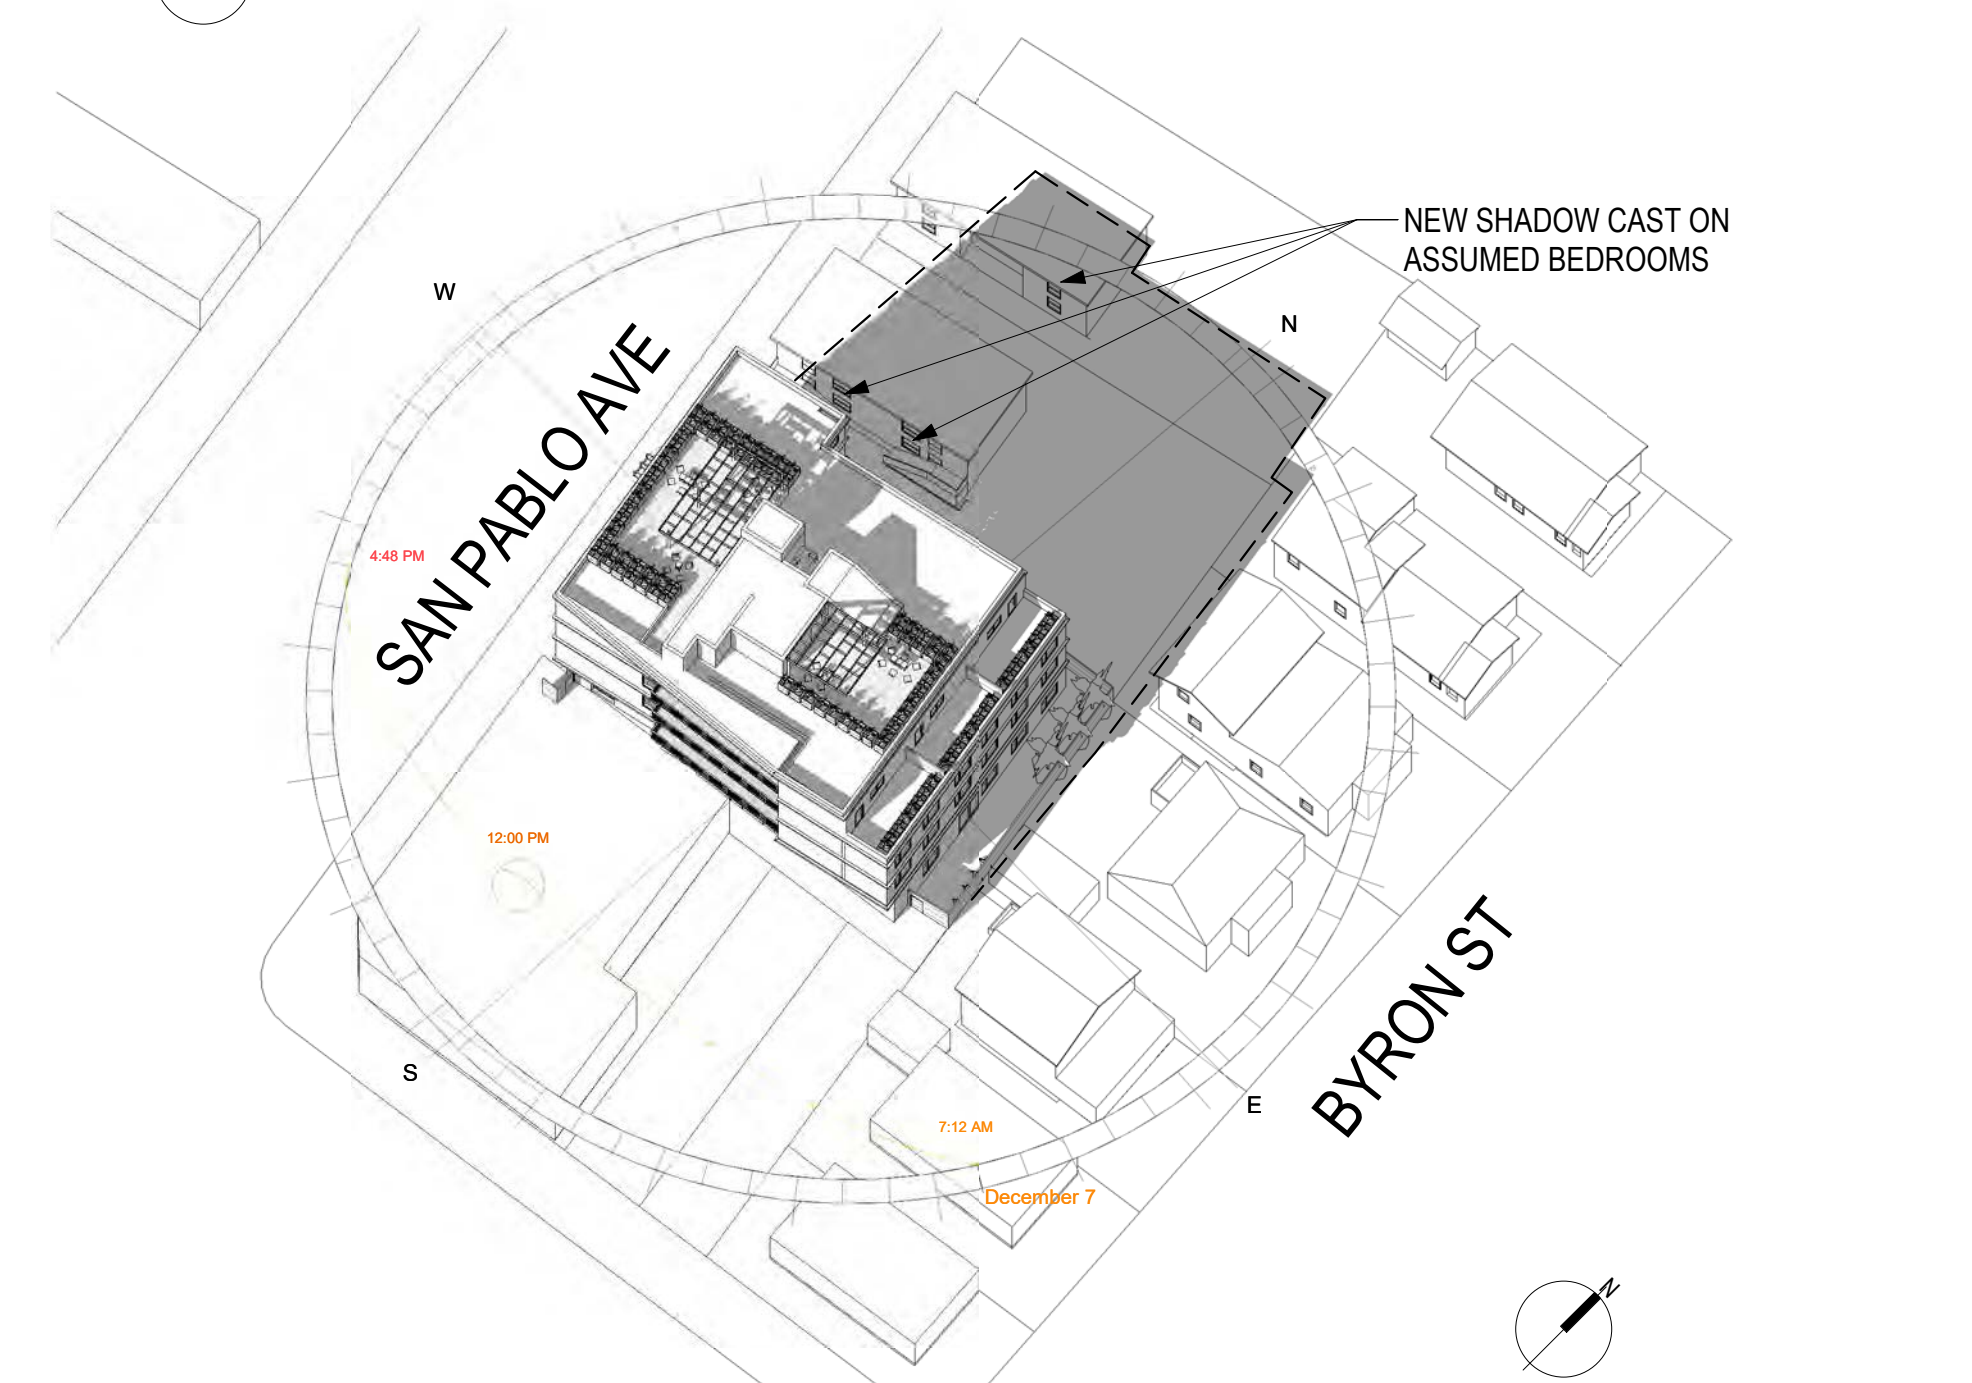 NEW SHADOW CAST ON
ASSUMED BEDROOMS
W
N
SAN PABLO AVE
4:48 PM
12:00 PM
BYRON ST
S
E
7:12 AM
December 7
N